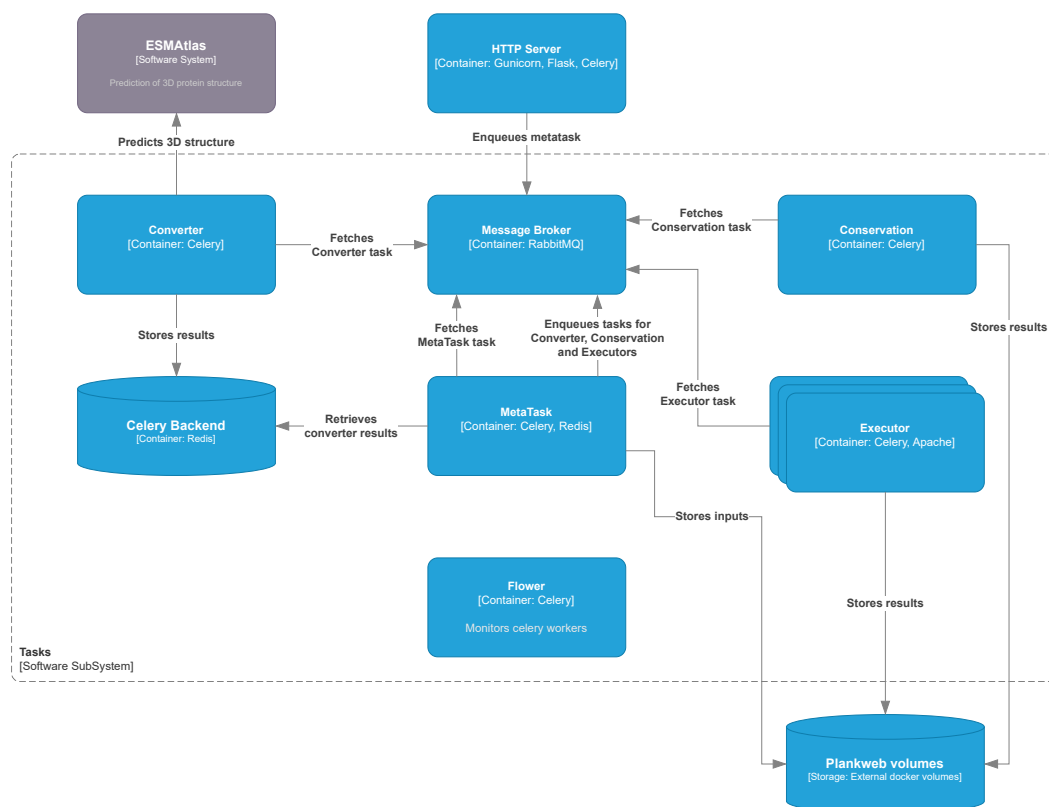 ESMAtlas
[Software System]
Prediction of 3D protein structure
HTTP Server
[Container: Gunicorn, Flask, Celery]
Predicts 3D structure
Enqueues metatask
Converter
[Container: Celery]
Fetches
Converter task
Message Broker
[Container: RabbitMQ]
Fetches
Conservation task
Conservation
[Container: Celery]
Stores results
Fetches
MetaTask task
Enqueues tasks for
Converter, Conservation
and Executors
Stores results
Fetches
Executor task
Celery Backend
[Container: Redis]
Retrieves
converter results
MetaTask
[Container: Celery, Redis]
Executor
[Container: Celery, Apache]
Stores inputs
Flower
[Container: Celery]
Monitors celery workers
Stores results
Tasks
[Software SubSystem]
Plankweb volumes
[Storage: External docker volumes]